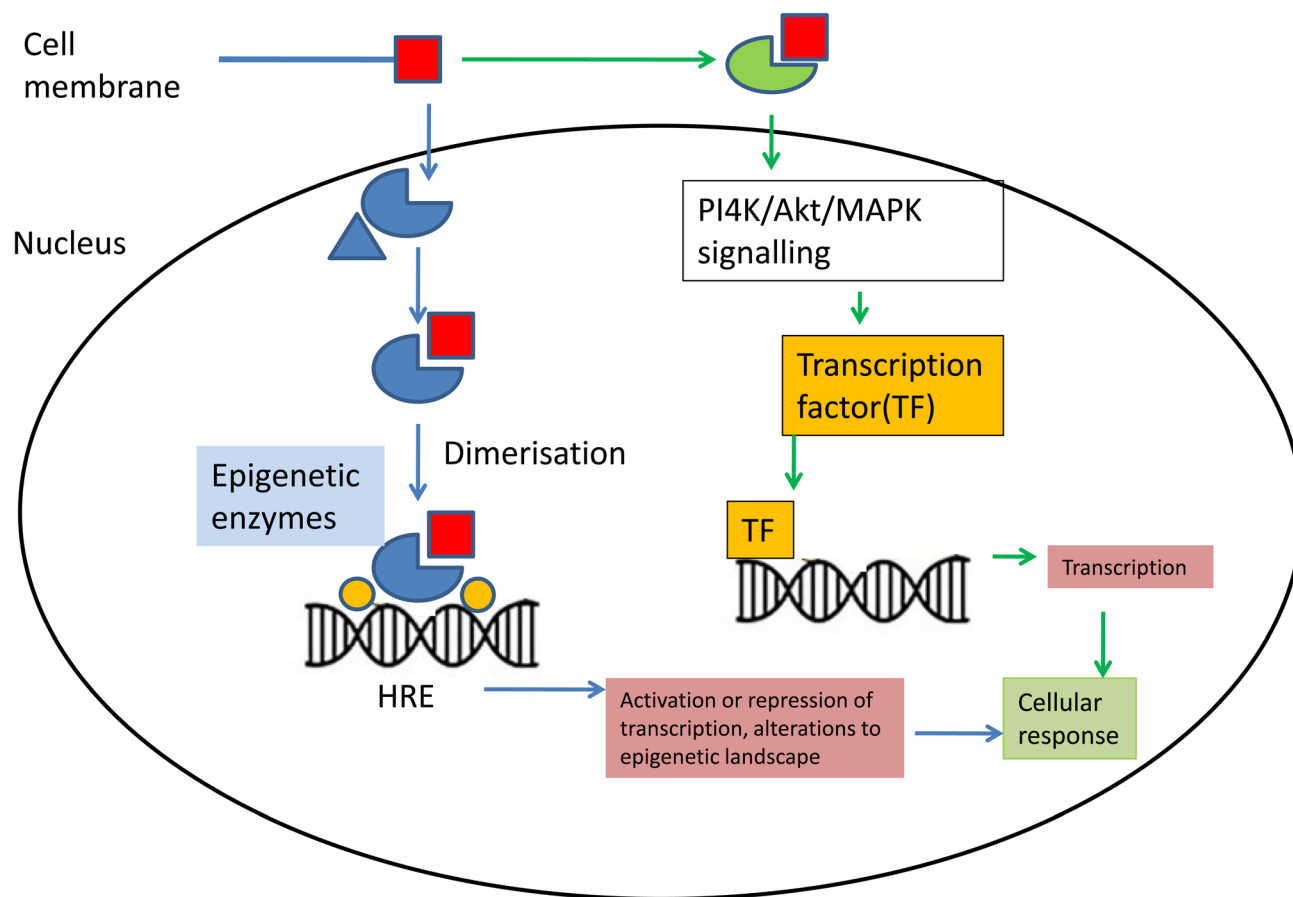 Cell
membrane
Nucleus
PI4K/Akt/MAPK
signalling
Transcription
factor(TF)
Dimerisation
Epigenetic
enzymes
TF
Transcription
HRE
Activation or repression of
transcription, alterations to
epigenetic landscape
Cellular
response